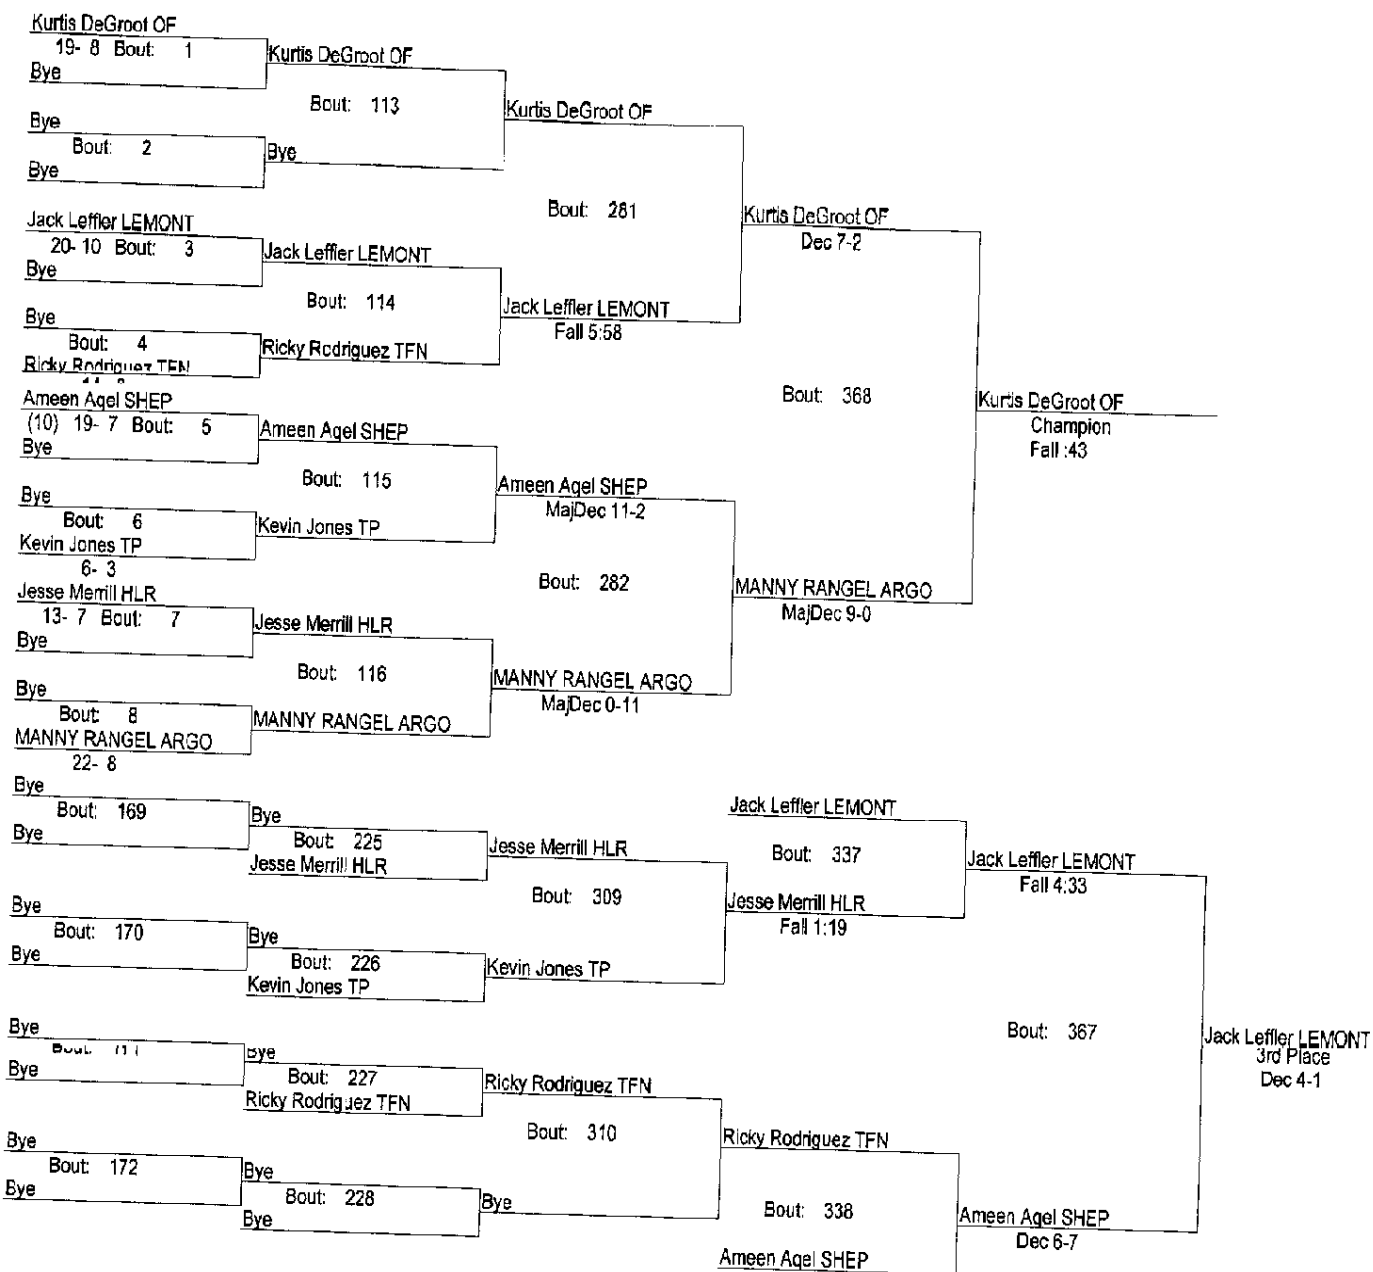 Kurtis DeGroot OF
19- 8 Bout: 1
Kurtis DeGroot OF
Bye
Bout: 113
Kurtis DeGroot OF
Bye
Bout: 2
Bye
Bye
Bout: 281
Kurtis DeGroot OF
Dec 7-2
Jack Leffler LEMONT
20- 10 Bout: 3
Jack Leffler LEMONT
Bye
Bout: 114
Jack Leffler LEMONT
Fall 5:58
Bye
Bout: 4
Ricky Rodriguez TFN
Ricky Rodriguez TFN
Bout: 368
Kurtis DeGroot OF
Champion
Fall :43
Ameen Aqel SHEP
(10) 19- 7 Bout: 5
Ameen Aqel SHEP
Bye
Bout: 115
Ameen Aqel SHEP
MajDec 11-2
Bye
Bout: 6
Kevin Jones TP
Kevin Jones TP
6- 3
Bout: 282
MANNY RANGEL ARGO
MajDec 9-0
Jesse Merrill HLR
13- 7 Bout: 7
Jesse Merrill HLR
Bye
Bout: 116
MANNY RANGEL ARGO
MajDec 0-11
Bye
Bout: 8
MANNY RANGEL ARGO
MANNY RANGEL ARGO
22- 8
Bye
Bout: 169
Bye
Bye
Bout: 225
Jesse Merrill HLR
Jesse Merrill HLR
Jack Leffler LEMONT
Bout: 337
Jack Leffler LEMONT
Fall 4:33
Bout: 309
Jesse Merrill HLR
Fall 1:19
Bye
Bout: 170
Bye
Bye
Bout: 226
Kevin Jones TP
Kevin Jones TP
Bout: 367
Jack Leffler LEMONT
3rd Place
Dec 4-1
Bye
Bye
Bye
Bout: 227
Ricky Rodriguez TFN
Ricky Rodriguez TFN
Bout: 310
Ricky Rodriguez TFN
Bye
Bout: 172
Bye
Bye
Bout: 228
Bye
Bye
Bout: 338
Ameen Aqel SHEP
Dec 6-7
Ameen Aqel SHEP